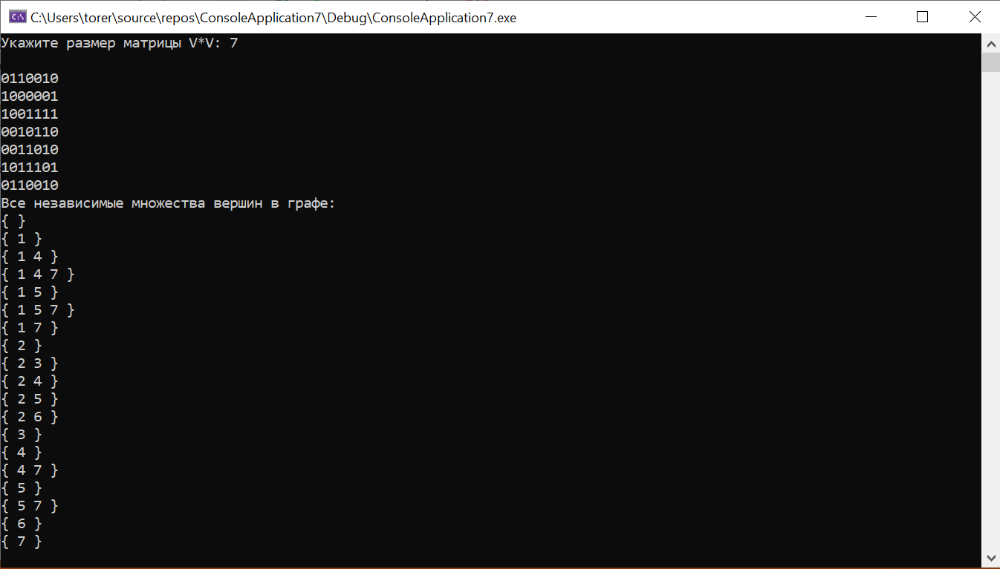 C:\Users\torer\source\repos\ConsoleApplication7\Debug\ConsoleApplication7.exe
Укажите размер матрицы V*V: 7
0110010
1000001
1001111
0010110
0011010
1011101
0110010
Все независимые множества вершин в графе:
{ }
{ 1 }
{ 1 4 }
{ 1 4 7 }
{ 1 5 }
{ 1 5 7 }
{ 1 7 }
{ 2 }
{ 2 3 }
{ 2 4 }
{ 2 5 }
{ 2 6 }
{ 3 }
{ 4 }
{ 4 7 }
{ 5 }
{ 5 7 }
{ 6 }
{ 7 }